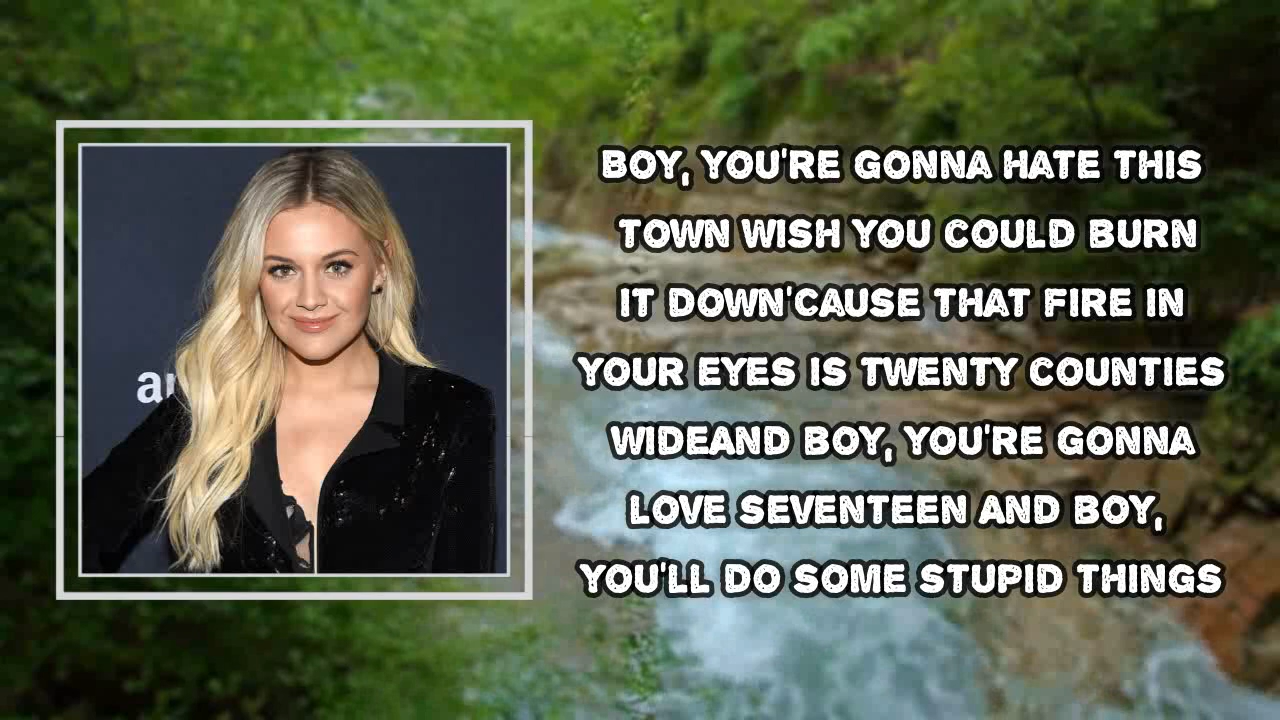 BOY, YOU'RE GONNA HATE THIS
TOWN WISH YOU COULD BURN
IT DOWN'CAUSE THAT FIRE IN
YOUR EYES IS TWENTY COUNTIES
WIDEAND BOY, YOU'RE GONNA
LOVE SEVENTEEN AND BOY,
YOU'LL DO SOME STUPID THINGS